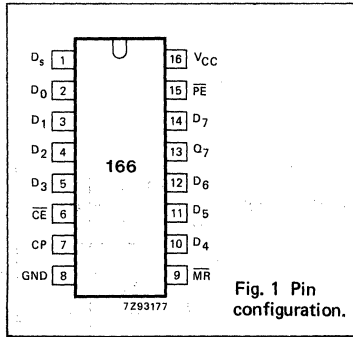 Ds 1
D0 2
D1 3
D2 4
D3 5
CE 6
CP 7
GND 8
166
16 VCC
15 PE
14 D7
13 Q7
12 D6
11 D5
10 D4
9 MR
7Z93177
Fig. 1 Pin
configuration.